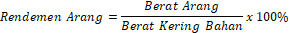 Rendemen Arang = Berat Arang / Berat Kering Bahan x 100%